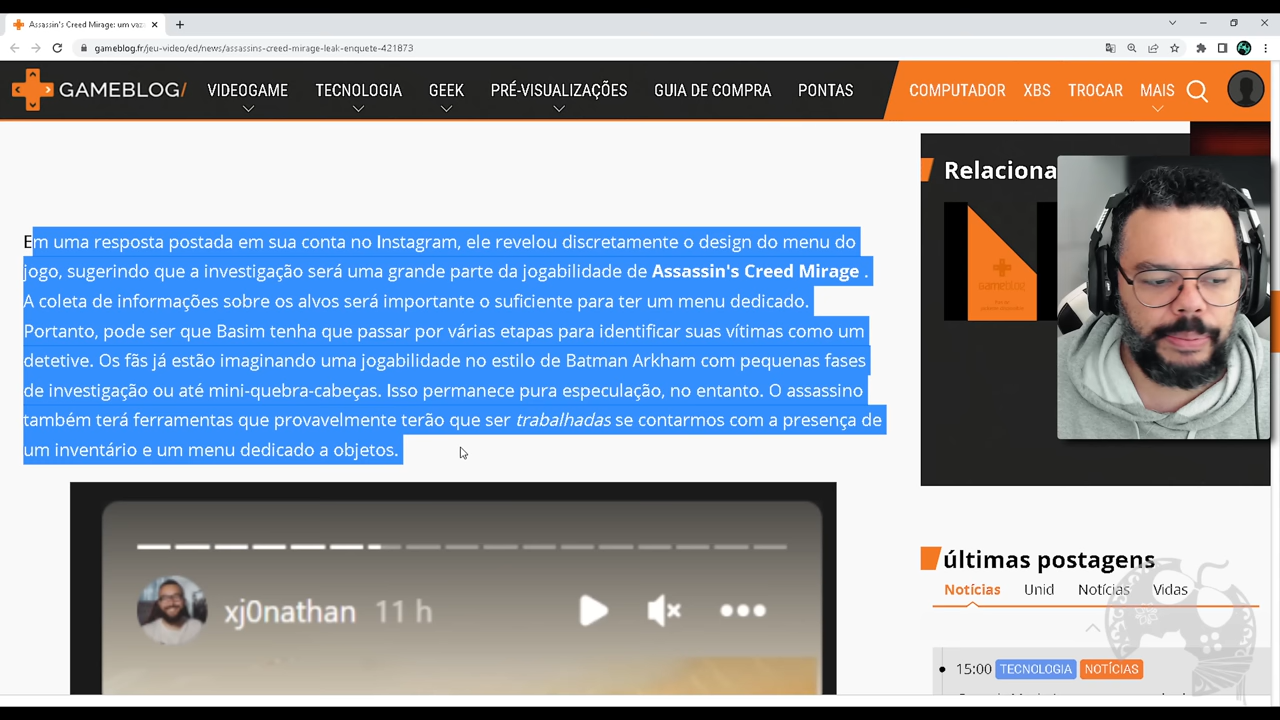 Assassin's Creed Mirage: um vaz
gameblog.fr/jeu-video/ed/news/assassins-creed-mirage-leak-enquete-421873
GAMEBLOG/
VIDEOGAME
TECNOLOGIA
GEEK
PRÉ-VISUALIZAÇÕES
GUIA DE COMPRA
PONTAS
COMPUTADOR
XBS
TROCAR
MAIS
Relaciona
Em uma resposta postada em sua conta no Instagram, ele revelou discretamente o design do menu do
jogo, sugerindo que a investigação será uma grande parte da jogabilidade de Assassin's Creed Mirage .
A coleta de informações sobre os alvos será importante o suficiente para ter um menu dedicado.
Portanto, pode ser que Basim tenha que passar por várias etapas para identificar suas vítimas como um
detetive. Os fãs já estão imaginando uma jogabilidade no estilo de Batman Arkham com pequenas fases
de investigação ou até mini-quebra-cabeças. Isso permanece pura especulação, no entanto. O assassino
também terá ferramentas que provavelmente terão que ser trabalhadas se contarmos com a presença de
um inventário e um menu dedicado a objetos.
gameblog
xj0nathan 11 h
últimas postagens
Notícias
Unid
Notícias
Vidas
15:00 TECNOLOGIA NOTÍCIAS